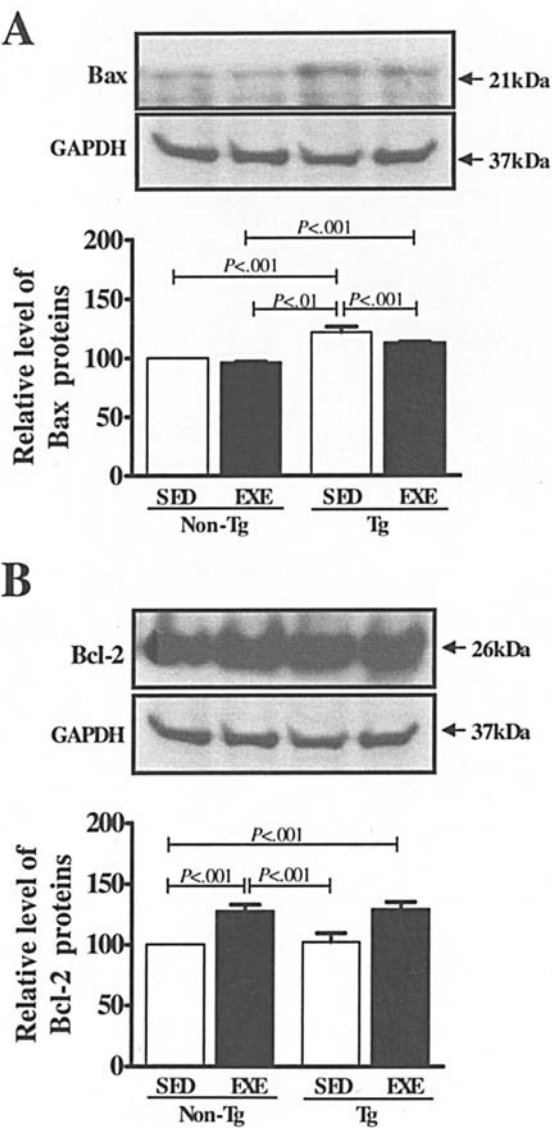 A
Bax
21kDa
GAPDH
37kDa
Relative level of
Bax proteins
200
150
100
50
0
P<.001
P<.001
P<.01
P<.001
SED EXE SED EXE
Non-Tg Tg
B
Bcl-2
26kDa
GAPDH
37kDa
Relative level of
Bcl-2 proteins
200
150
100
50
0
P<.001
P<.001
P<.001
SED EXE SED EXE
Non-Tg Tg